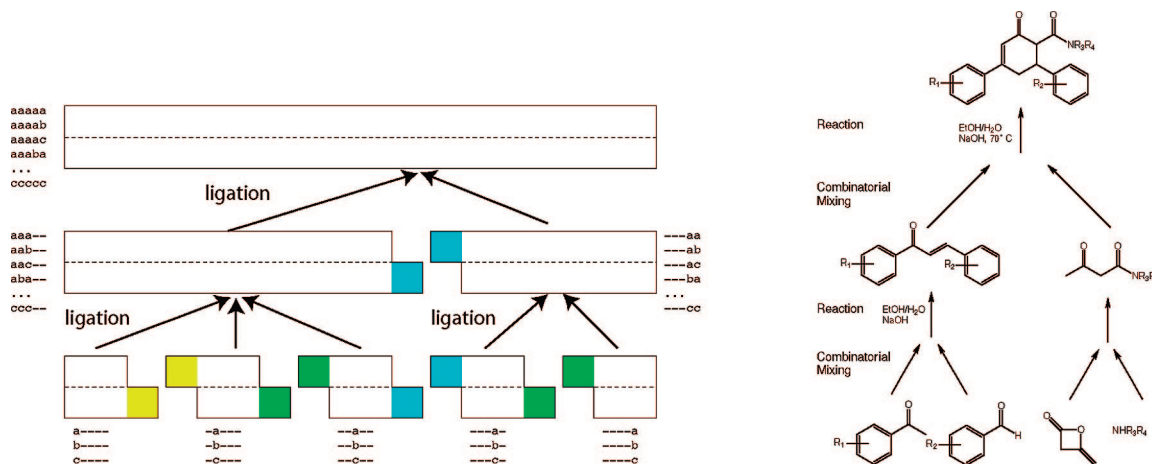 aaaaa
aaaab
aaaac
aaaba
...
ccccc
ligation
aaa--
aab--
aac--
aba--
...
ccc--
---aa
---ab
---ac
---ba
...
---cc
ligation
ligation
a----
b----
c----
-a---
-b---
-c---
--a--
--b--
--c--
---a-
---b-
---c-
----a
----b
----c
O
O
NR3R4
R1
R2
Reaction
EtOH/H2O
NaOH, 70° C
Combinatorial
Mixing
O
R1
R2
O
O
NR3R
Reaction
EtOH/H2O
NaOH
Combinatorial
Mixing
R1
O
R2
O
H
O
O
NHR3R4